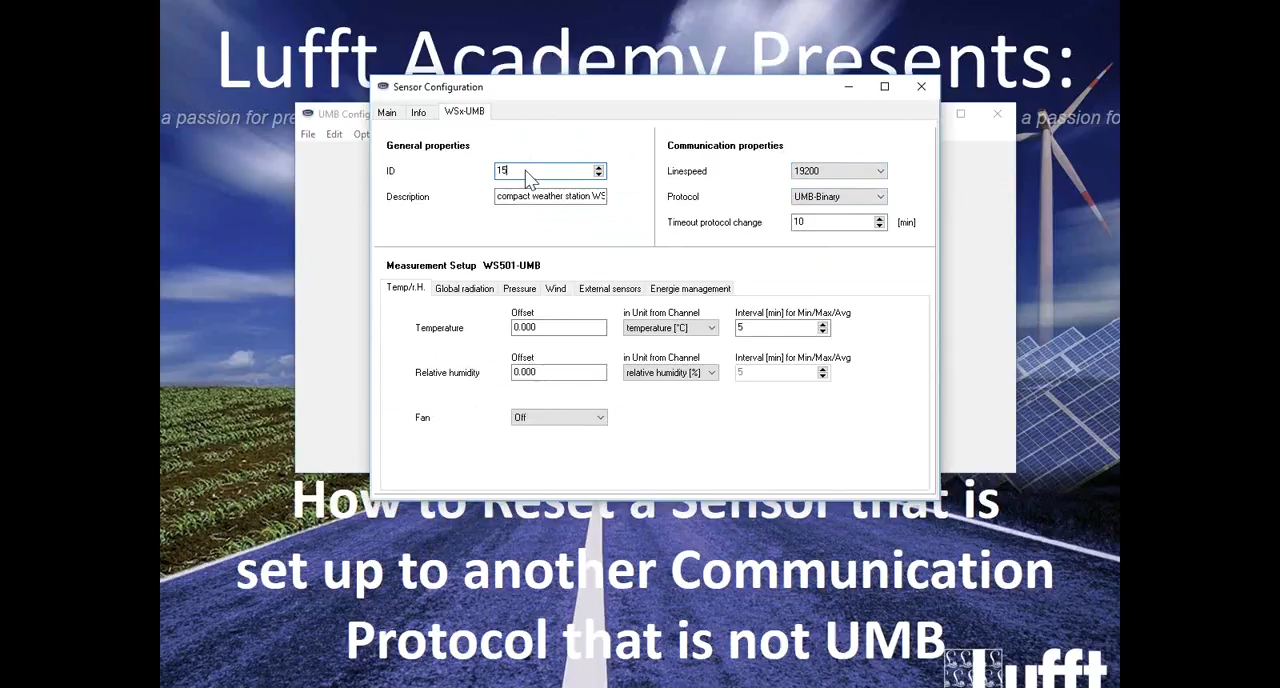 Lufft Academy Presents:
Sensor Configuration
a passion for pre
UMB Config
a passion fo
File Edit Opt
Main Info WSx-UMB
General properties
Communication properties
ID 15
Linespeed 19200
Description compact weather station WS
Protocol UMB-Binary
Timeout protocol change 10 [min]
Measurement Setup WS501-UMB
Temp/r.H. Global radiation Pressure Wind External sensors Energie management
Offset in Unit from Channel Interval [min] for Min/Max/Avg
Temperature 0.000 temperature [°C] 5
Offset in Unit from Channel Interval [min] for Min/Max/Avg
Relative humidity 0.000 relative humidity [%] 5
Fan Off
How to Reset a Sensor that is
set up to another Communication
Protocol that is not UMB
Lufft